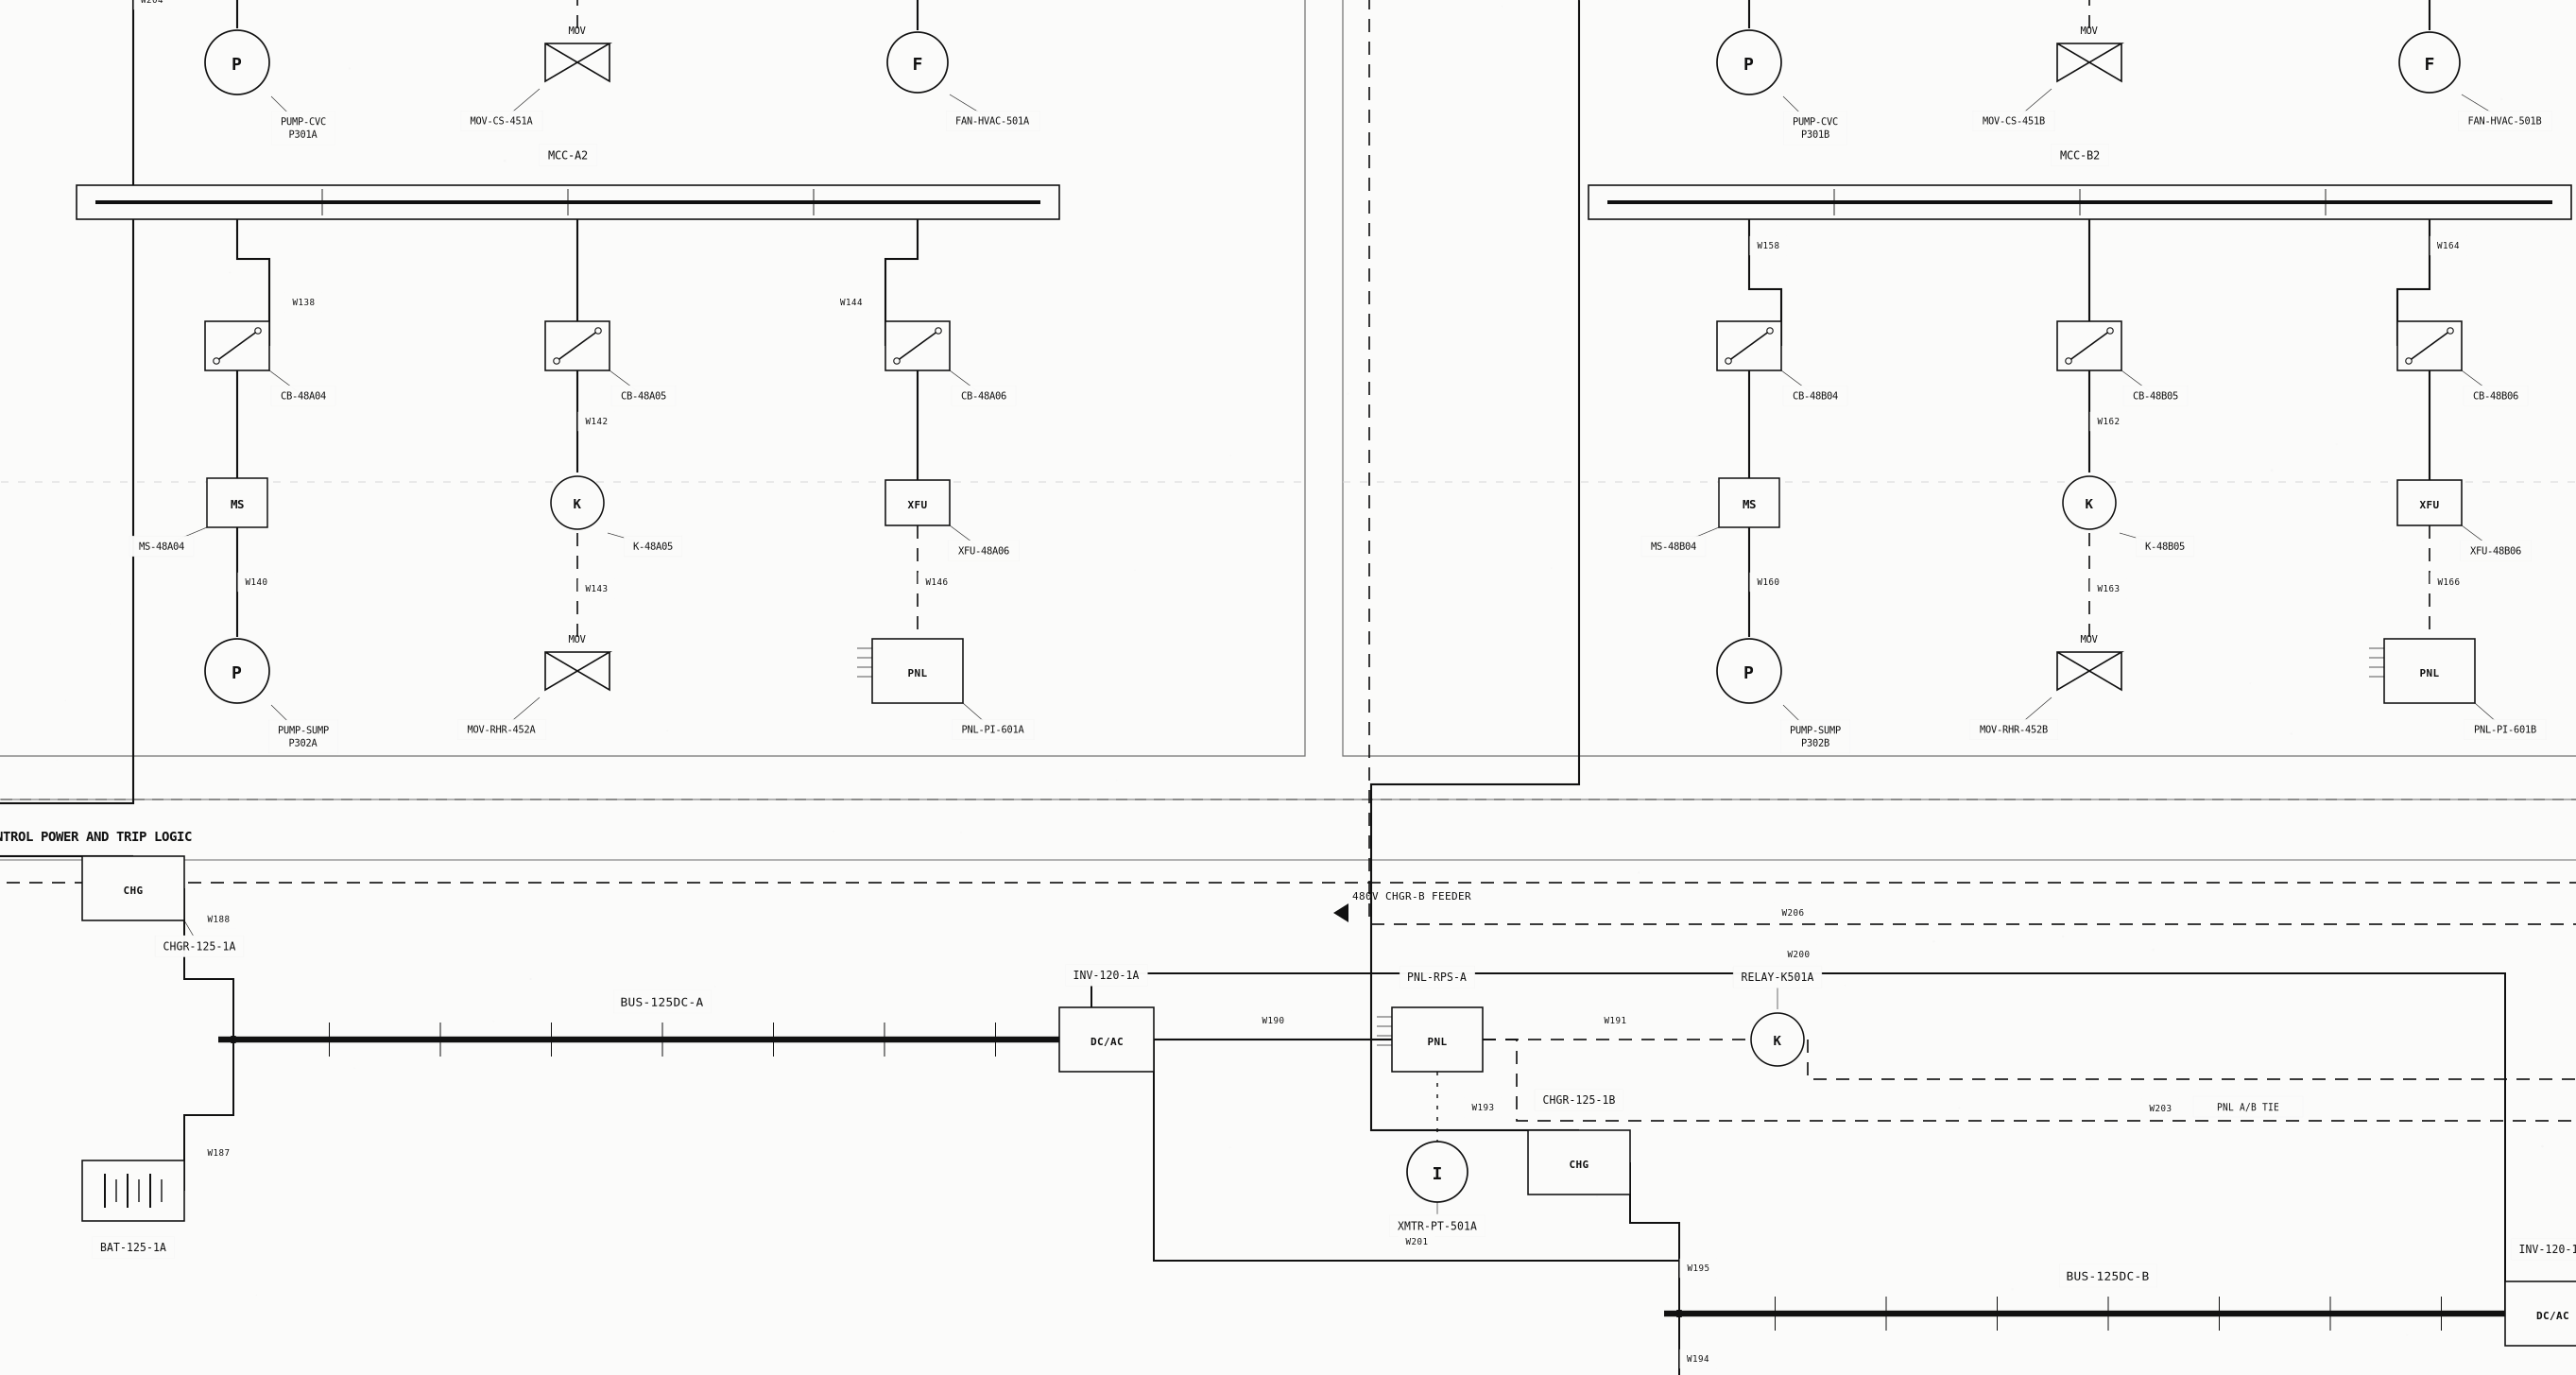 MOV
MOV
P
F
P
F
PUMP-CVC
P301A
MOV-CS-451A
FAN-HVAC-501A
PUMP-CVC
P301B
MOV-CS-451B
FAN-HVAC-501B
MCC-A2
MCC-B2
W158
W164
W138
W144
CB-48A04
CB-48A05
CB-48A06
CB-48B04
CB-48B05
CB-48B06
W142
W162
MS
K
XFU
MS
K
XFU
MS-48A04
K-48A05
XFU-48A06
MS-48B04
K-48B05
XFU-48B06
W140
W143
W146
W160
W163
W166
MOV
MOV
P
PNL
P
PNL
PUMP-SUMP
P302A
MOV-RHR-452A
PNL-PI-601A
PUMP-SUMP
P302B
MOV-RHR-452B
PNL-PI-601B
NTROL POWER AND TRIP LOGIC
CHG
480V CHGR-B FEEDER
W188
W206
CHGR-125-1A
W200
INV-120-1A
PNL-RPS-A
RELAY-K501A
BUS-125DC-A
W190
W191
DC/AC
PNL
K
CHGR-125-1B
W193
W203
PNL A/B TIE
W187
CHG
I
XMTR-PT-501A
W201
BAT-125-1A
INV-120-1
W195
BUS-125DC-B
DC/AC
W194